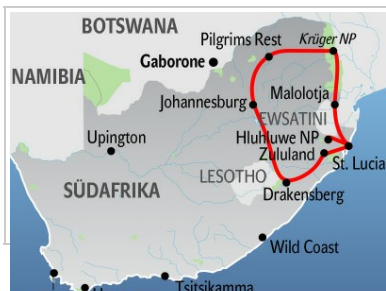 BOTSWANA
Pilgrims Rest
Krüger NP
Gaborone
NAMIBIA
Malolotja
Johannesburg
EWSATINI
Upington
Hluhluwe NP
Zululand
St. Lucia
LESOTHO
SÜDAFRIKA
Drakensberg
Wild Coast
Tsitsikamma